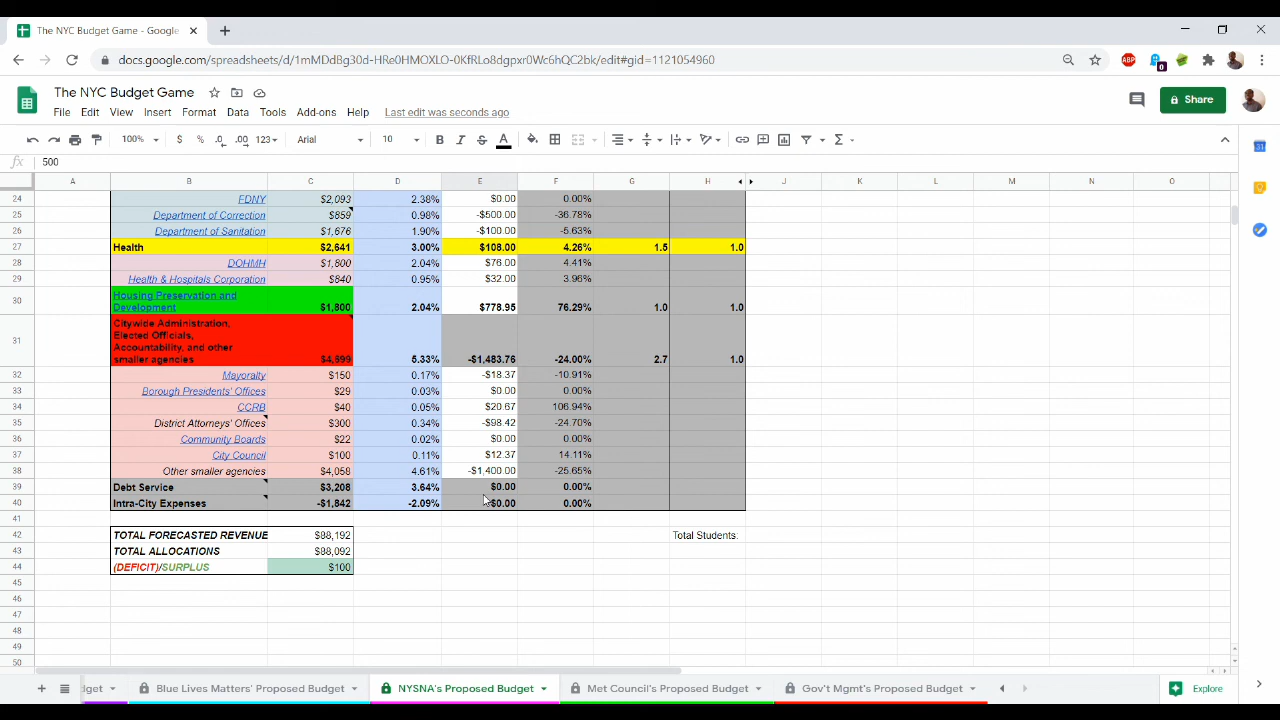 The NYC Budget Game - Google
docs.google.com/spreadsheets/d/
The NYC Budget Game
File Edit View Insert Format Data Tools Add-ons Help Last edit was seconds ago
Share
100% $ % .0 .00 123 Arial 10 B I S A
ABP 0
fx 500
A B C D E F G H J K L M N O
24 FDNY $2,093 2.38% $0.00 0.00%
25 Department of Correction $859 0.98% -$500.00 -36.78%
26 Department of Sanitation $1,676 1.90% -$100.00 -5.63%
27 Health $2,641 3.00% $108.00 4.26% 1.5 1.0
28 DOHMH $1,800 2.04% $76.00 4.41%
29 Health & Hospitals Corporation $840 0.95% $32.00 3.96%
Housing Preservation and
30 Development $1,800 2.04% $778.95 76.29% 1.0 1.0
Citywide Administration,
Elected Officials,
Accountability, and other
31 smaller agencies $4,699 5.33% -$1,483.76 -24.00% 2.7 1.0
32 Mayoralty $150 0.17% -$18.37 -10.91%
33 Borough Presidents' Offices $29 0.03% $0.00 0.00%
34 CCRB $40 0.05% $20.67 106.94%
35 District Attorneys' Offices $300 0.34% -$98.42 -24.70%
36 Community Boards $22 0.02% $0.00 0.00%
37 City Council $100 0.11% $12.37 14.11%
38 Other smaller agencies $4,058 4.61% -$1,400.00 -25.65%
39 Debt Service $3,208 3.64% $0.00 0.00%
40 Intra-City Expenses -$1,842 -2.09% $0.00 0.00%
41
42 TOTAL FORECASTED REVENUE $88,192 Total Students:
43 TOTAL ALLOCATIONS $88,092
44 (DEFICIT)/SURPLUS $100
45
46
47
48
49
50
dget Blue Lives Matters' Proposed Budget NYSNA's Proposed Budget Met Council's Proposed Budget Gov't Mgmt's Proposed Budget Explore